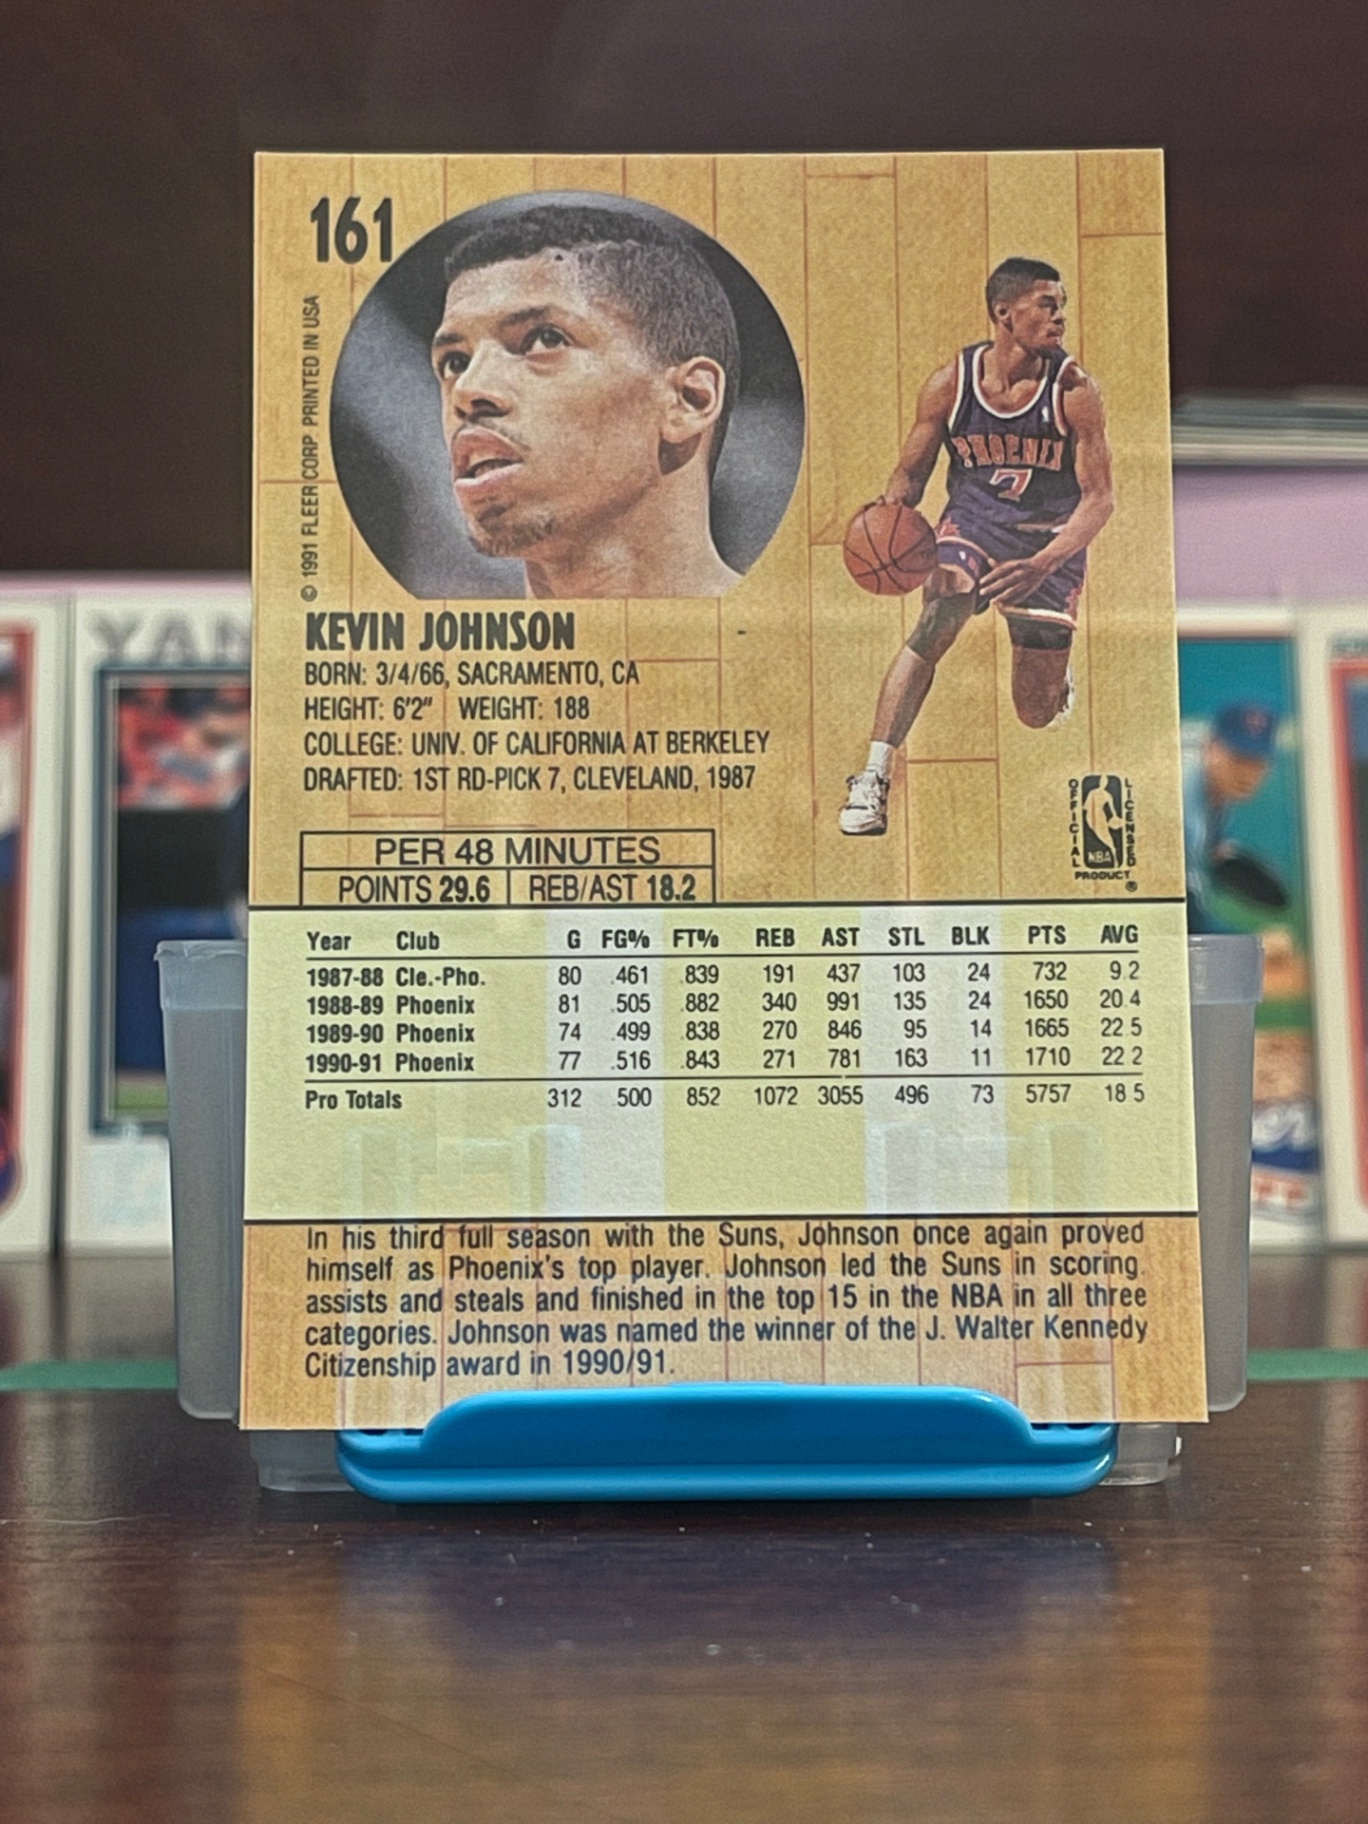 161
© 1991 FLEER CORP PRINTED IN USA
PHOENIX
7
KEVIN JOHNSON
BORN: 3/4/66, SACRAMENTO, CA
HEIGHT: 6'2" WEIGHT: 188
COLLEGE: UNIV. OF CALIFORNIA AT BERKELEY
DRAFTED: 1ST RD-PICK 7, CLEVELAND, 1987
OFFICIAL NBA LICENSED
PRODUCT ®
PER 48 MINUTES
POINTS 29.6 REB/AST 18.2
Year Club G FG% FT% REB AST STL BLK PTS AVG
1987-88 Cle.-Pho. 80 .461 .839 191 437 103 24 732 9.2
1988-89 Phoenix 81 .505 .882 340 991 135 24 1650 20.4
1989-90 Phoenix 74 .499 .838 270 846 95 14 1665 22 5
1990-91 Phoenix 77 .516 .843 271 781 163 11 1710 22 2
Pro Totals 312 .500 852 1072 3055 496 73 5757 18 5
In his third full season with the Suns, Johnson once again proved
himself as Phoenix's top player. Johnson led the Suns in scoring.
assists and steals and finished in the top 15 in the NBA in all three
categories. Johnson was named the winner of the J. Walter Kennedy
Citizenship award in 1990/91.
YAN